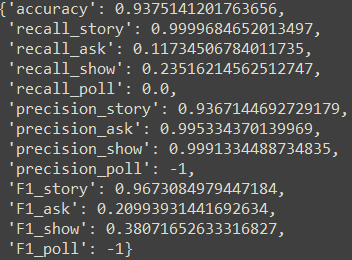 {'accuracy': 0.9375141201763656,
'recall_story': 0.9999684652013497,
'recall_ask': 0.11734506784011735,
'recall_show': 0.23516214562512747,
'recall_poll': 0.0,
'precision_story': 0.9367144692729179,
'precision_ask': 0.995334370139969,
'precision_show': 0.9991334488734835,
'precision_poll': -1,
'F1_story': 0.9673084979447184,
'F1_ask': 0.20993931441692634,
'F1_show': 0.38071652633316827,
'F1_poll': -1}